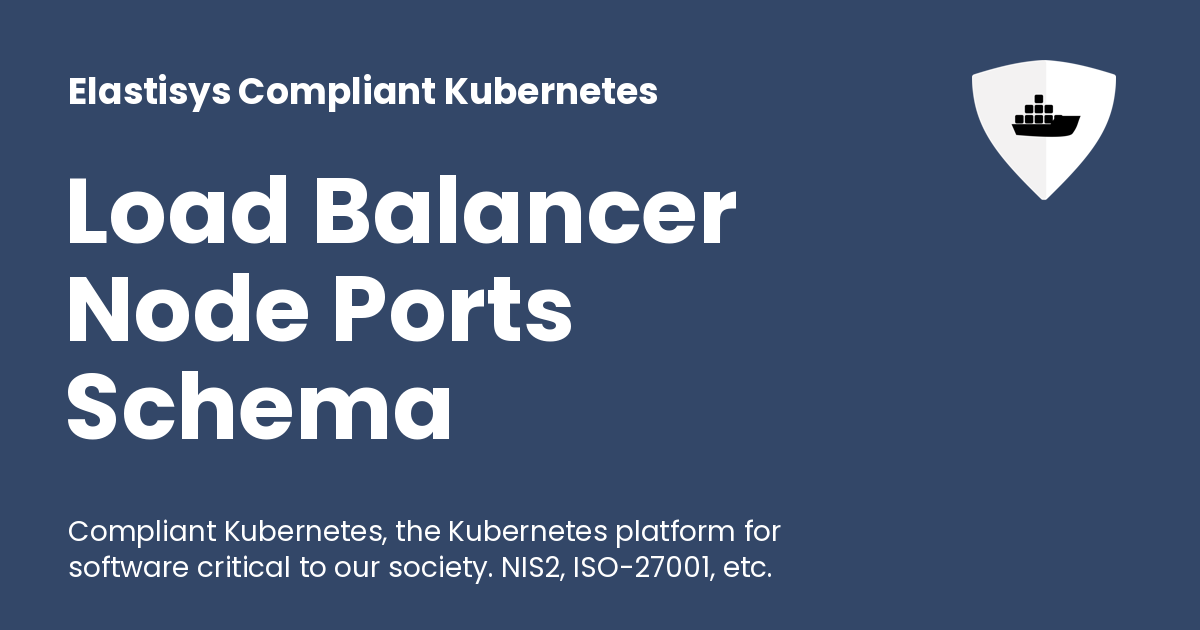 Elastisys Compliant Kubernetes
Load Balancer
Node Ports
Schema
Compliant Kubernetes, the Kubernetes platform for
software critical to our society. NIS2, ISO-27001, etc.